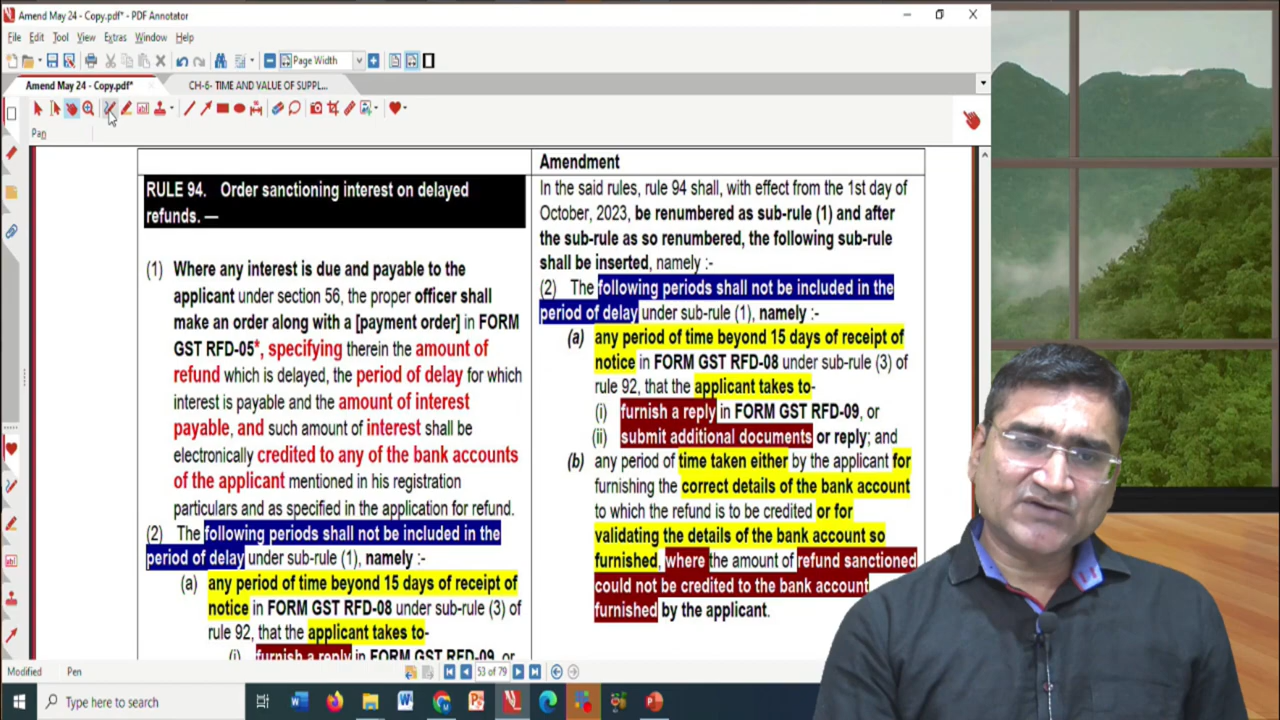 Amend May 24 - Copy.pdf* - PDF Annotator
File Edit Tool View Extras Window Help
Page Width
Amend May 24 - Copy.pdf*
CH-6- TIME AND VALUE OF SUPPL...
Pan
RULE 94. Order sanctioning interest on delayed
refunds. —
(1) Where any interest is due and payable to the
applicant under section 56, the proper officer shall
make an order along with a [payment order] in FORM
GST RFD-05*, specifying therein the amount of
refund which is delayed, the period of delay for which
interest is payable and the amount of interest
payable, and such amount of interest shall be
electronically credited to any of the bank accounts
of the applicant mentioned in his registration
particulars and as specified in the application for refund.
(2) The following periods shall not be included in the
period of delay under sub-rule (1), namely :-
(a) any period of time beyond 15 days of receipt of
notice in FORM GST RFD-08 under sub-rule (3) of
rule 92, that the applicant takes to-
(i) furnish a reply in FORM GST RFD-09, or
Amendment
In the said rules, rule 94 shall, with effect from the 1st day of
October, 2023, be renumbered as sub-rule (1) and after
the sub-rule as so renumbered, the following sub-rule
shall be inserted, namely :-
(2) The following periods shall not be included in the
period of delay under sub-rule (1), namely :-
(a) any period of time beyond 15 days of receipt of
notice in FORM GST RFD-08 under sub-rule (3) of
rule 92, that the applicant takes to-
(i) furnish a reply in FORM GST RFD-09, or
(ii) submit additional documents or reply; and
(b) any period of time taken either by the applicant for
furnishing the correct details of the bank account
to which the refund is to be credited or for
validating the details of the bank account so
furnished, where the amount of refund sanctioned
could not be credited to the bank account
furnished by the applicant.
Modified Pen 53 of 79
Type here to search